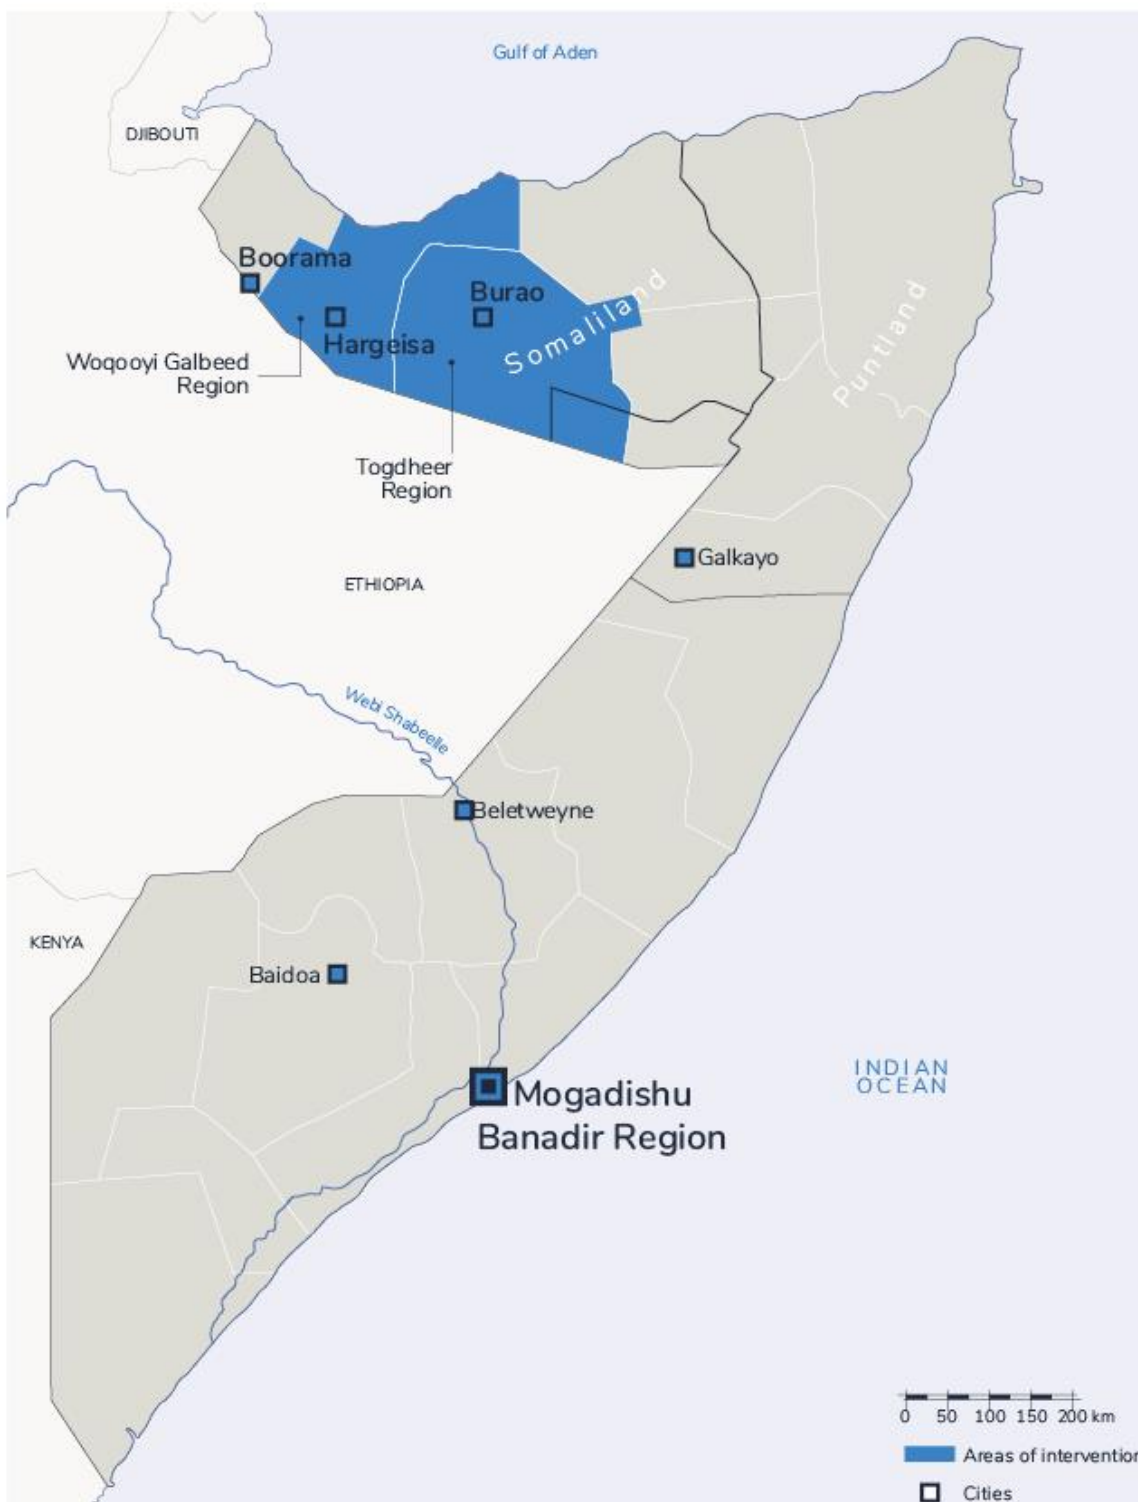 Gulf of Aden
DJIBOUTI
Boorama
Burao
Somaliland
Hargeisa
Puntland
Woqooyi Galbeed
Region
Togdheer
Region
Galkayo
ETHIOPIA
Webi Shabeelle
Beletweyne
KENYA
Baidoa
INDIAN
OCEAN
Mogadishu
Banadir Region
0 50 100 150 200 km
Areas of intervention
Cities